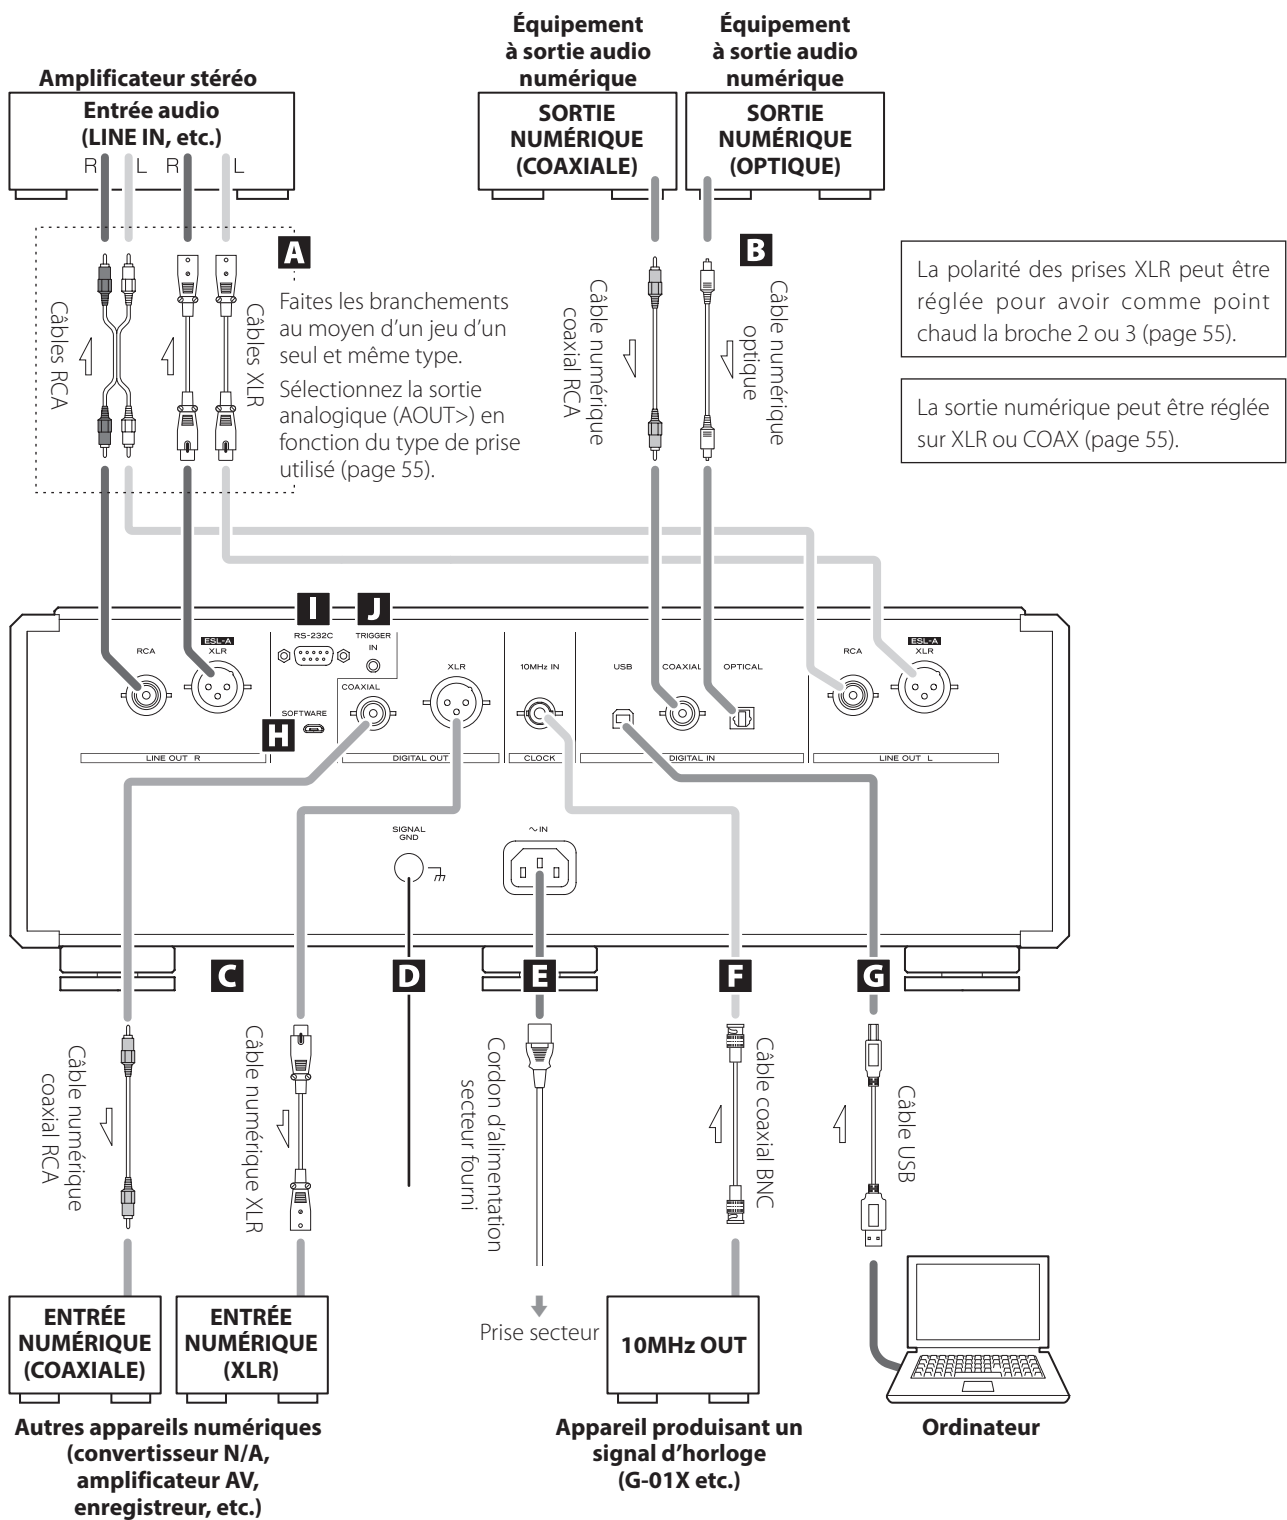 Équipement
à sortie audio
numérique
Équipement
à sortie audio
numérique
Amplificateur stéréo
Entrée audio
(LINE IN, etc.)
R L R L
SORTIE
NUMÉRIQUE
(COAXIALE)
SORTIE
NUMÉRIQUE
(OPTIQUE)
A
B
Câbles RCA
Câbles XLR
Faites les branchements
au moyen d'un jeu d'un
seul et même type.
Sélectionnez la sortie
analogique (AOUT>) en
fonction du type de prise
utilisé (page 55).
Câble numérique
coaxial RCA
Câble numérique
optique
La polarité des prises XLR peut être
réglée pour avoir comme point
chaud la broche 2 ou 3 (page 55).
La sortie numérique peut être réglée
sur XLR ou COAX (page 55).
I
J
RCA
ESL-A
XLR
RS-232C
TRIGGER
IN
COAXIAL
XLR
10MHz IN
USB
COAXIAL
OPTICAL
RCA
ESL-A
XLR
H
SOFTWARE
LINE OUT R
DIGITAL OUT
CLOCK
DIGITAL IN
LINE OUT L
SIGNAL
GND
~IN
C
D
E
F
G
Câble numérique
coaxial RCA
Câble numérique XLR
Cordon d'alimentation
secteur fourni
Câble coaxial BNC
Câble USB
ENTRÉE
NUMÉRIQUE
(COAXIALE)
ENTRÉE
NUMÉRIQUE
(XLR)
Prise secteur
10MHz OUT
Autres appareils numériques
(convertisseur N/A,
amplificateur AV,
enregistreur, etc.)
Appareil produisant un
signal d'horloge
(G-01X etc.)
Ordinateur